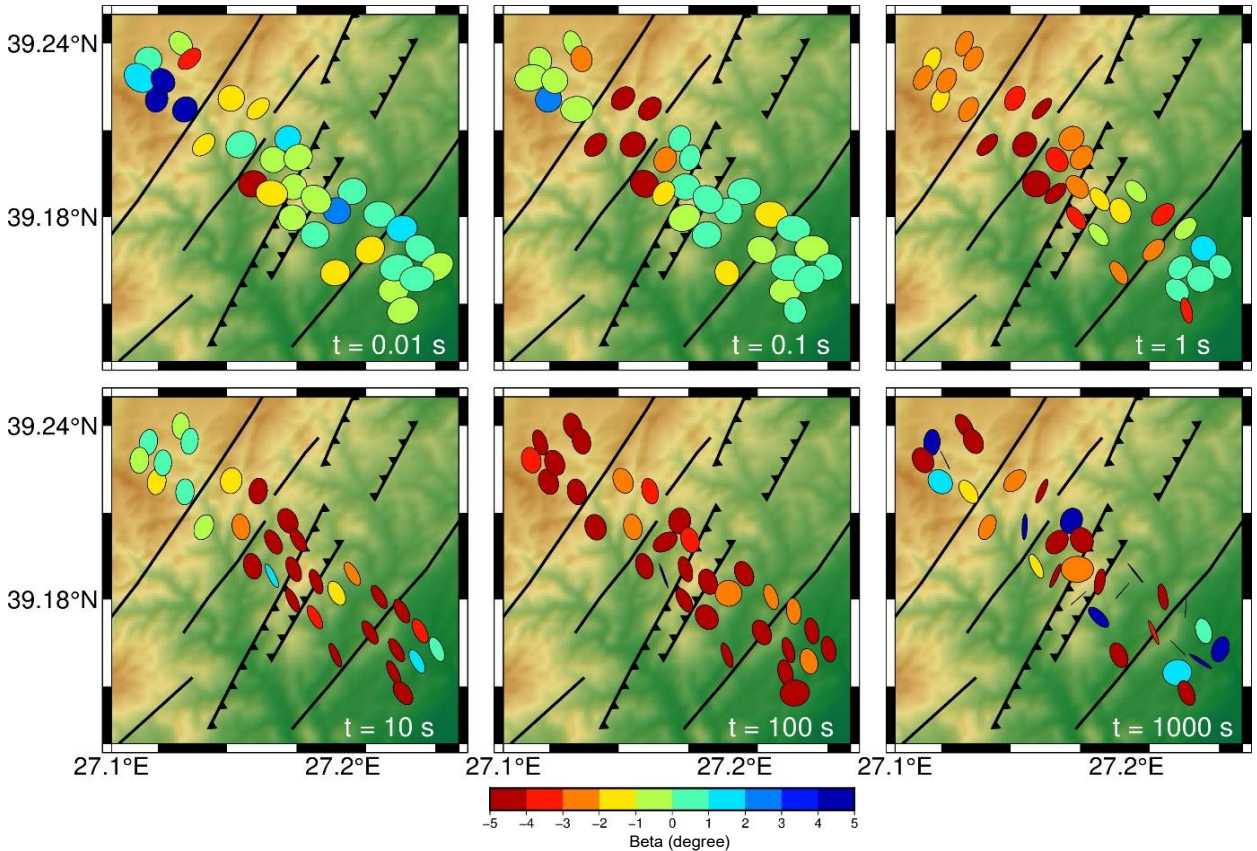 39.24°N
39.18°N
t = 0.01 s
t = 0.1 s
t = 1 s
39.24°N
39.18°N
t = 10 s
t = 100 s
t = 1000 s
27.1°E 27.2°E 27.1°E 27.2°E 27.1°E 27.2°E
−5 −4 −3 −2 −1 0 1 2 3 4 5
Beta (degree)